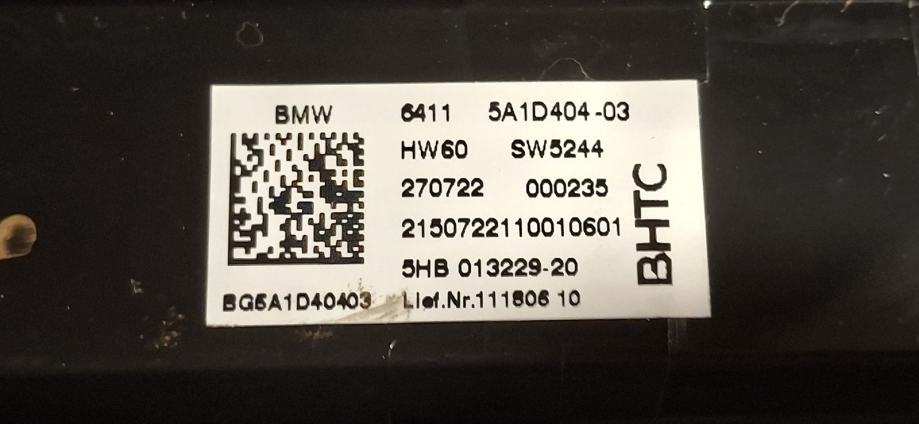 BMW
6411 5A1D404-03
HW60 SW5244
270722 000235
2150722110010601
5HB 013229-20
BG5A1D40403 Lief.Nr.111806 10
BHTC